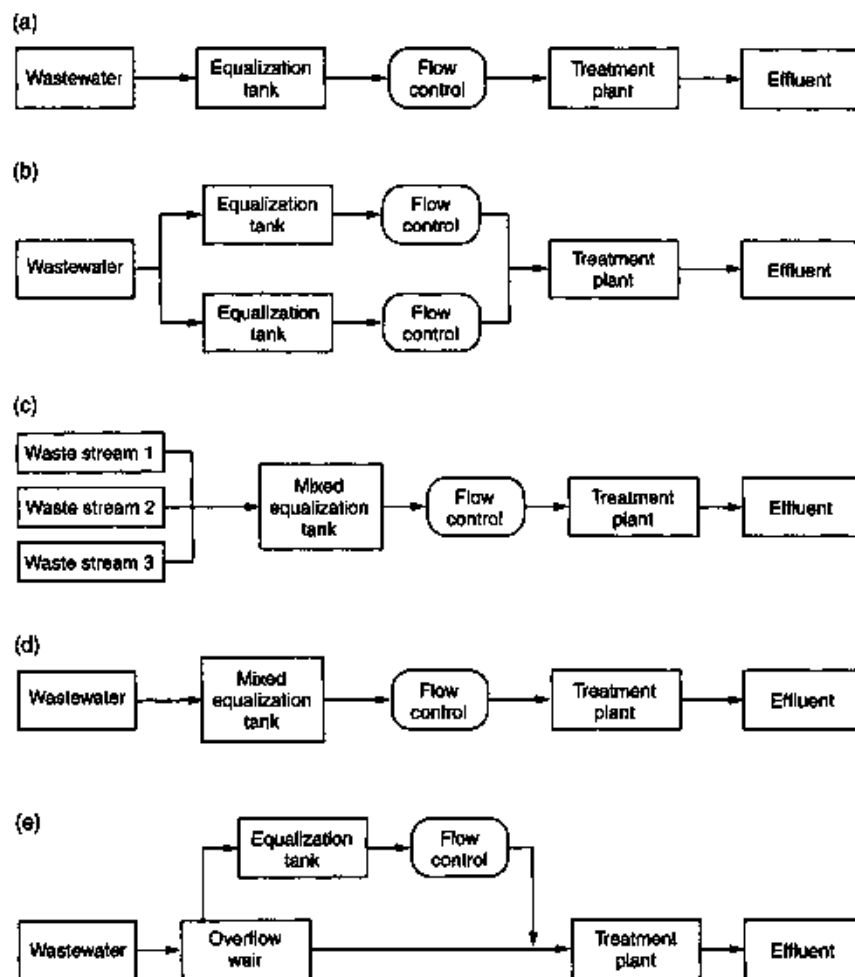 (a)
Wastewater
Equalization
tank
Flow
control
Treatment
plant
Effluent
(b)
Wastewater
Equalization
tank
Flow
control
Equalization
tank
Flow
control
Treatment
plant
Effluent
(c)
Waste stream 1
Waste stream 2
Waste stream 3
Mixed
equalization
tank
Flow
control
Treatment
plant
Effluent
(d)
Wastewater
Mixed
equalization
tank
Flow
control
Treatment
plant
Effluent
(e)
Equalization
tank
Flow
control
Wastewater
Overflow
wair
Treatment
plant
Effluent